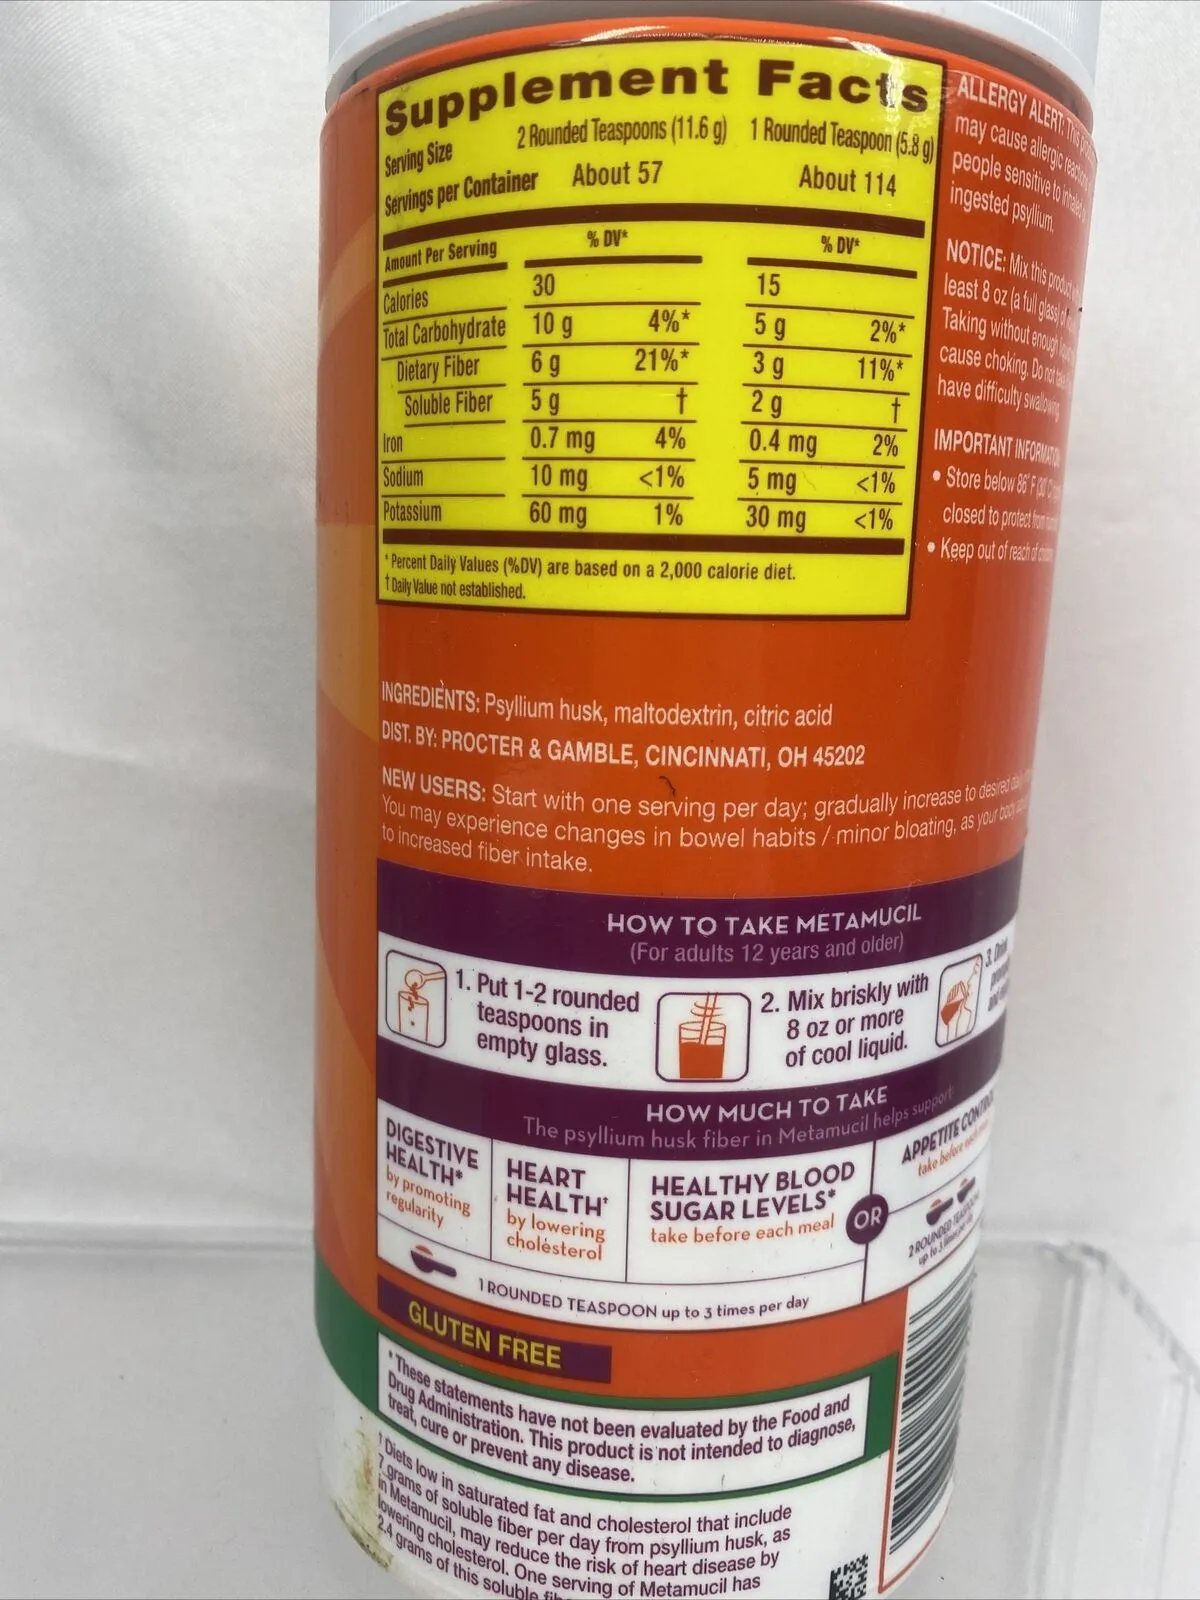 Supplement Facts
Serving Size 2 Rounded Teaspoons (11.6 g) 1 Rounded Teaspoon (5.8 g)
Servings per Container About 57 About 114
Amount Per Serving % DV* % DV*
Calories 30 15
Total Carbohydrate 10 g 4%* 5 g 2%*
Dietary Fiber 6 g 21%* 3 g 11%*
Soluble Fiber 5 g † 2 g †
Iron 0.7 mg 4% 0.4 mg 2%
Sodium 10 mg <1% 5 mg <1%
Potassium 60 mg 1% 30 mg <1%
* Percent Daily Values (%DV) are based on a 2,000 calorie diet.
† Daily Value not established.
ALLERGY ALERT: This
may cause allergic
people sensitive to inhaled
ingested psyllium.
NOTICE: Mix this product
least 8 oz (a full glass) of
Taking without enough
cause choking. Do not
have difficulty swallowing
IMPORTANT INFORMATION
• Store below 86°F
closed to protect from
• Keep out of reach of
INGREDIENTS: Psyllium husk, maltodextrin, citric acid
DIST. BY: PROCTER & GAMBLE, CINCINNATI, OH 45202
NEW USERS: Start with one serving per day; gradually increase to desired
You may experience changes in bowel habits / minor bloating, as your body
to increased fiber intake.
HOW TO TAKE METAMUCIL
(For adults 12 years and older)
1. Put 1-2 rounded
teaspoons in
empty glass.
2. Mix briskly with
8 oz or more
of cool liquid.
3.
HOW MUCH TO TAKE
The psyllium husk fiber in Metamucil helps support:
DIGESTIVE
HEALTH*
by promoting
regularity
HEART
HEALTH†
by lowering
cholesterol
HEALTHY BLOOD
SUGAR LEVELS*
take before each meal
OR
APPETITE CONTROL
take before each
2 ROUNDED
up to 3
1 ROUNDED TEASPOON up to 3 times per day
GLUTEN FREE
* These statements have not been evaluated by the Food and
Drug Administration. This product is not intended to diagnose,
treat, cure or prevent any disease.
† Diets low in saturated fat and cholesterol that include
7 grams of soluble fiber per day from psyllium husk, as
in Metamucil, may reduce the risk of heart disease by
lowering cholesterol. One serving of Metamucil has
2.4 grams of this soluble